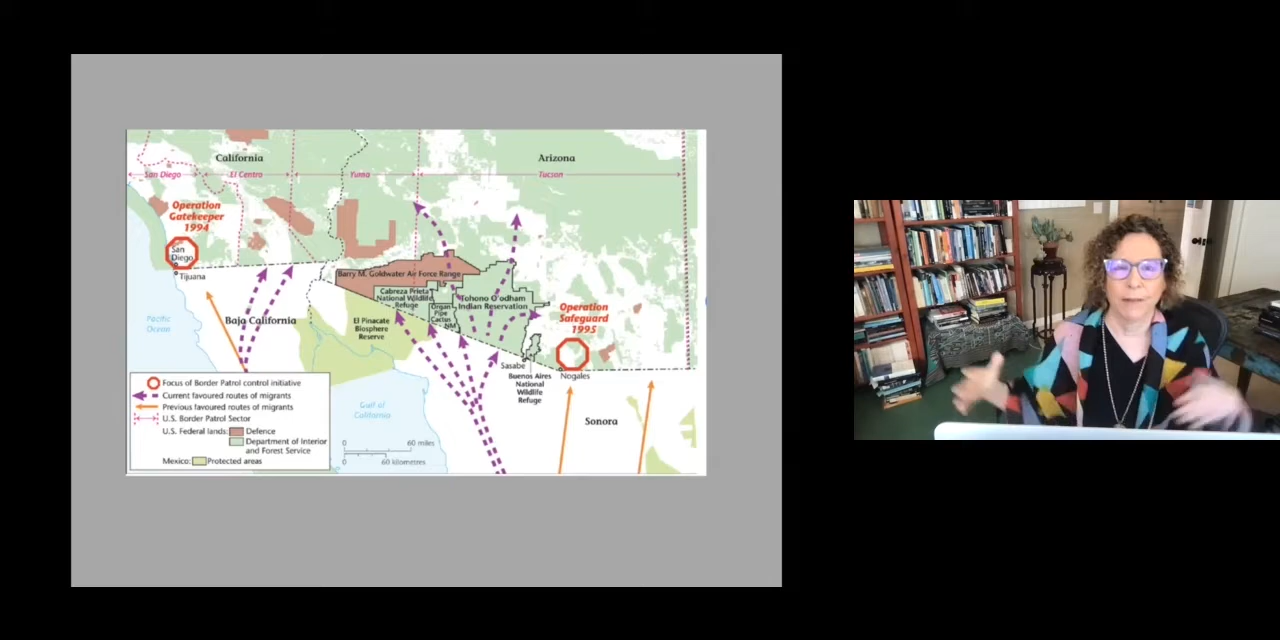 California
Arizona
San Diego
El Centro
Yuma
Tucson
Operation
Gatekeeper
1994
San
Diego
Tijuana
Barry M. Goldwater Air Force Range
Cabreza Prieta
National Wildlife
Refuge
Organ
Pipe
Cactus
NM
Tohono O'odham
Indian Reservation
Operation
Safeguard
1995
Pacific
Ocean
Baja California
El Pinacate
Biosphere
Reserve
Sasabe
Nogales
Buenos Aires
National
Wildlife
Refuge
Gulf of
California
Sonora
Focus of Border Patrol control initiative
Current favoured routes of migrants
Previous favoured routes of migrants
U.S. Border Patrol Sector
U.S. Federal lands: Defence
Department of Interior
and Forest Service
Mexico: Protected areas
0 60 miles
0 60 kilometres